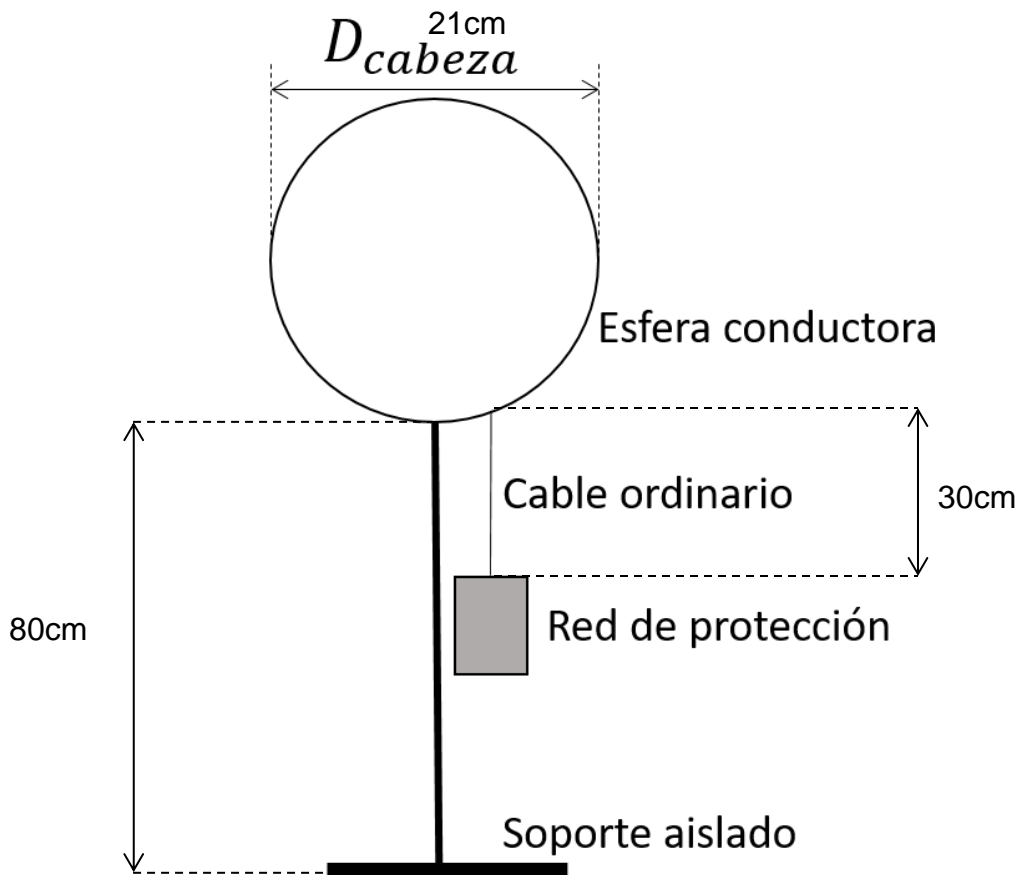 21cm
D_cabeza
Esfera conductora
Cable ordinario
30cm
Red de protección
80cm
Soporte aislado